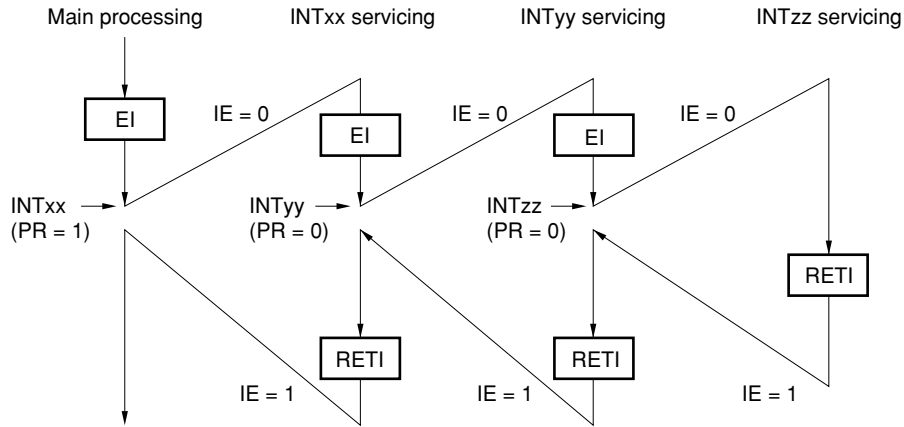 Main processing
INTxx servicing
INTyy servicing
INTzz servicing
EI
IE = 0
EI
IE = 0
EI
IE = 0
INTxx
(PR = 1)
INTyy
(PR = 0)
INTzz
(PR = 0)
RETI
RETI
RETI
IE = 1
IE = 1
IE = 1